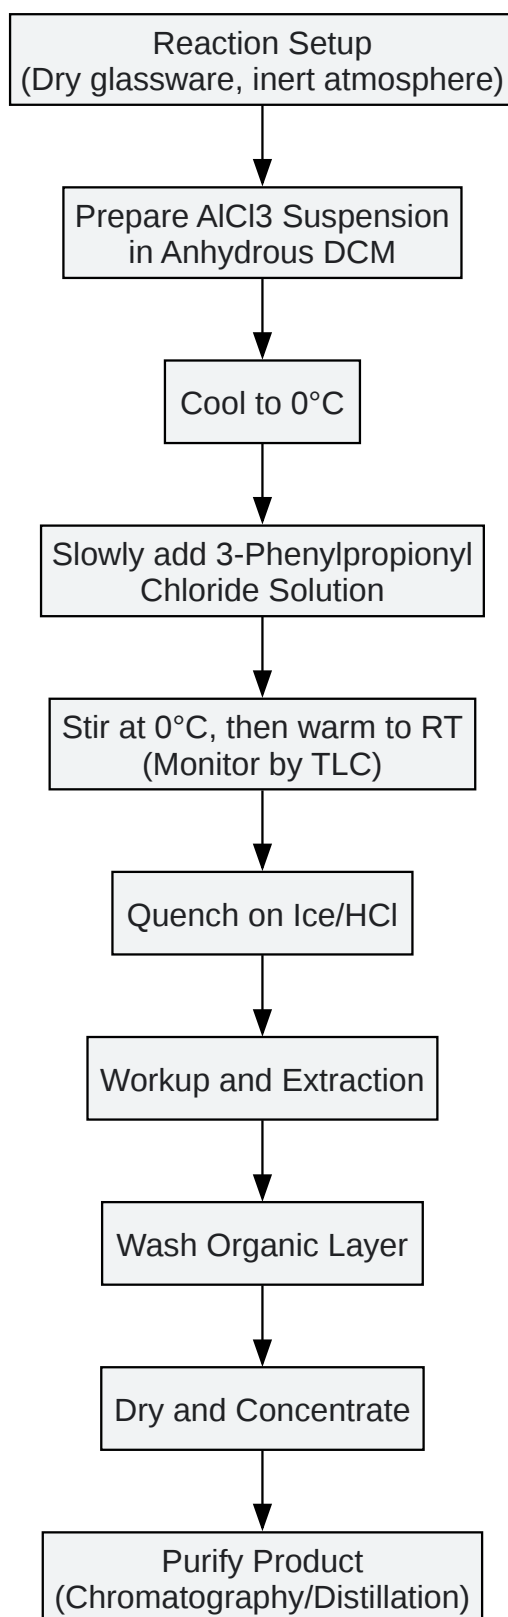 Reaction Setup
(Dry glassware, inert atmosphere)
Prepare AlCl3 Suspension
in Anhydrous DCM
Cool to 0°C
Slowly add 3-Phenylpropionyl
Chloride Solution
Stir at 0°C, then warm to RT
(Monitor by TLC)
Quench on Ice/HCl
Workup and Extraction
Wash Organic Layer
Dry and Concentrate
Purify Product
(Chromatography/Distillation)